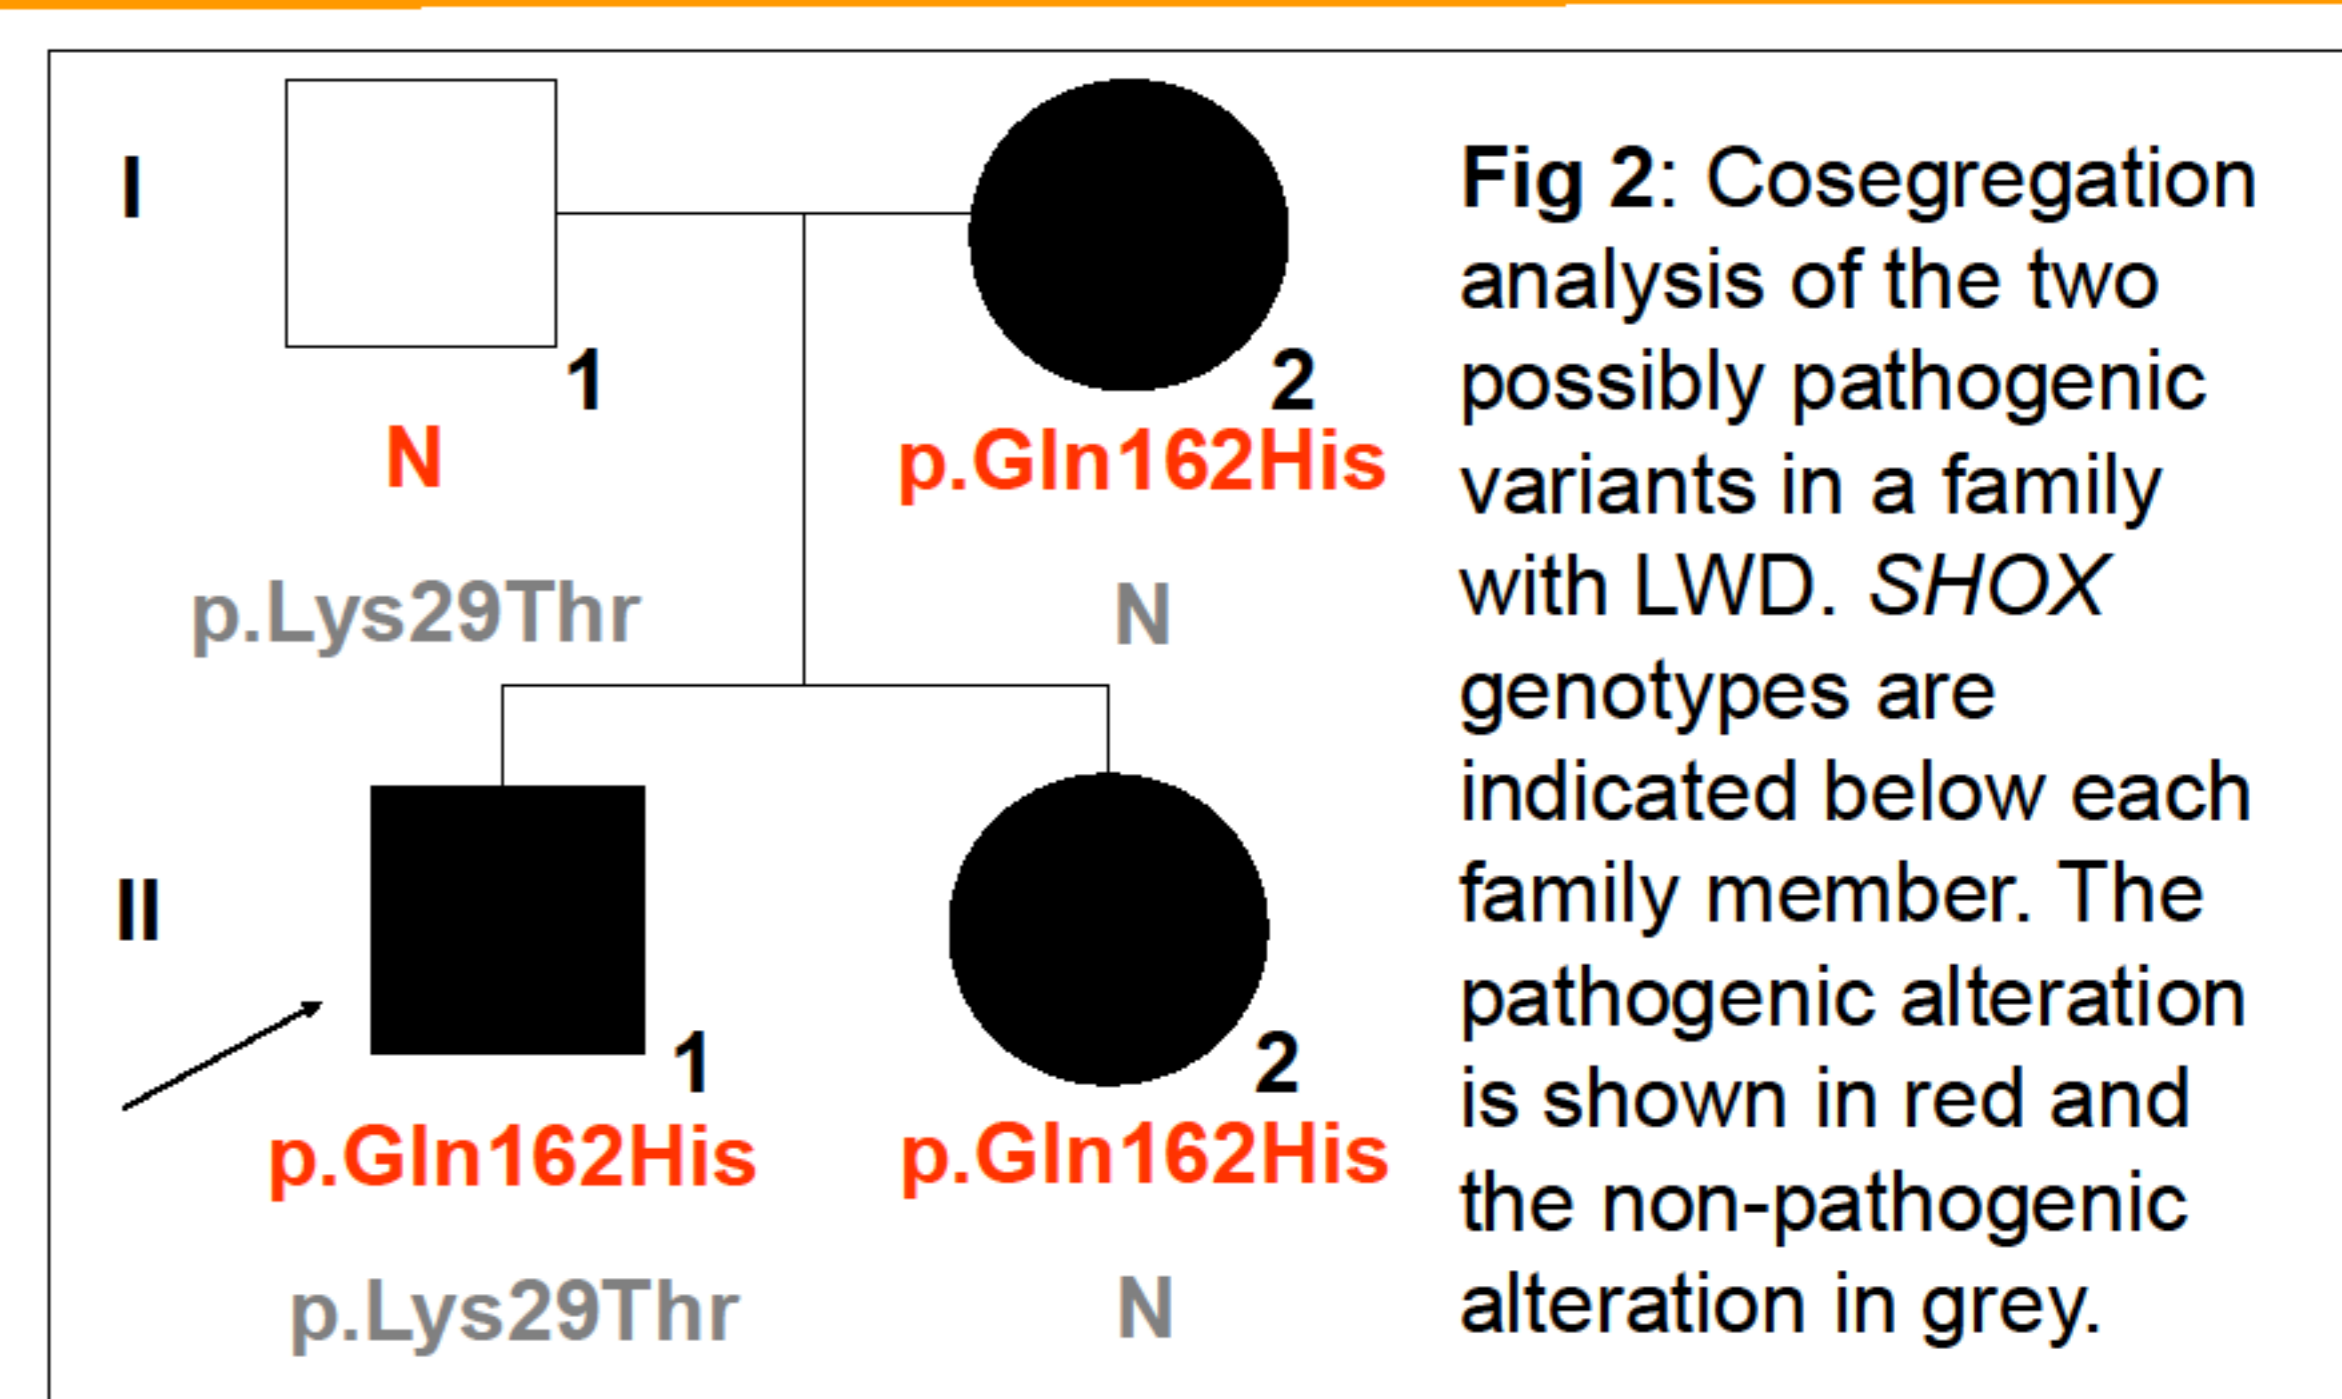 I
1
2
N
p.Gln162His
p.Lys29Thr
N
II
1
2
p.Gln162His
p.Gln162His
p.Lys29Thr
N
Fig 2: Cosegregation
analysis of the two
possibly pathogenic
variants in a family
with LWD. SHOX
genotypes are
indicated below each
family member. The
pathogenic alteration
is shown in red and
the non-pathogenic
alteration in grey.